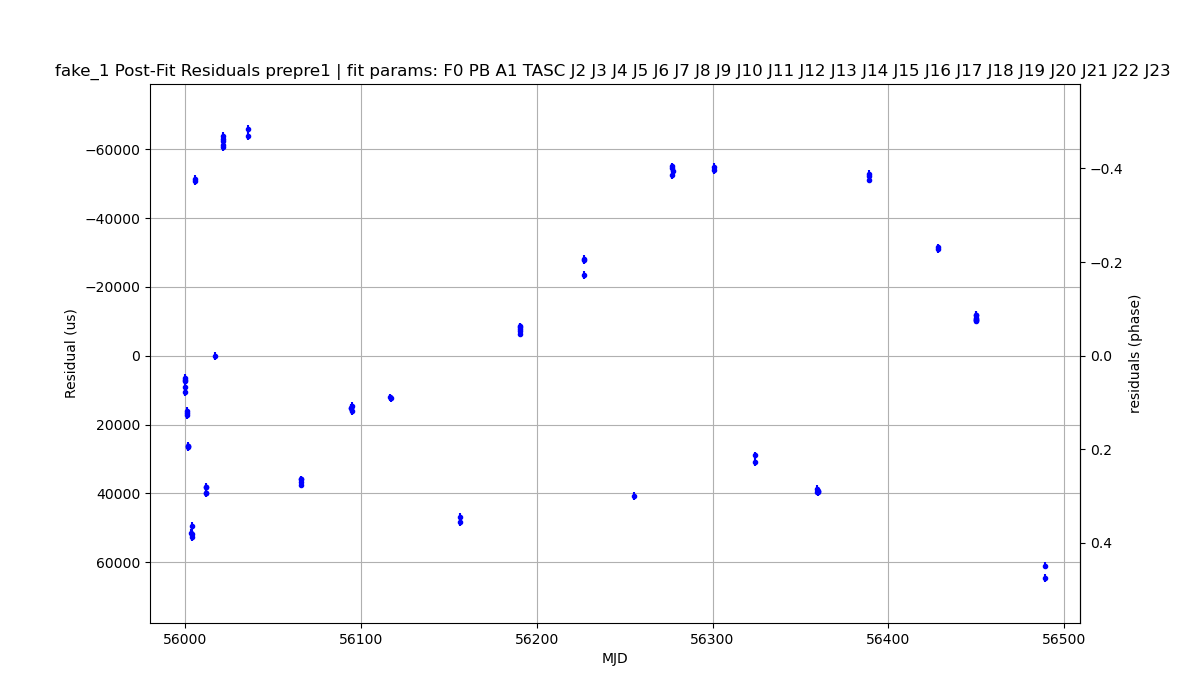 fake_1 Post-Fit Residuals prepre1 | fit params: F0 PB A1 TASC J2 J3 J4 J5 J6 J7 J8 J9 J10 J11 J12 J13 J14 J15 J16 J17 J18 J19 J20 J21 J22 J23
−60000
−40000
−20000
0
20000
40000
60000
Residual (us)
−0.4
−0.2
0.0
0.2
0.4
residuals (phase)
56000 56100 56200 56300 56400 56500
MJD